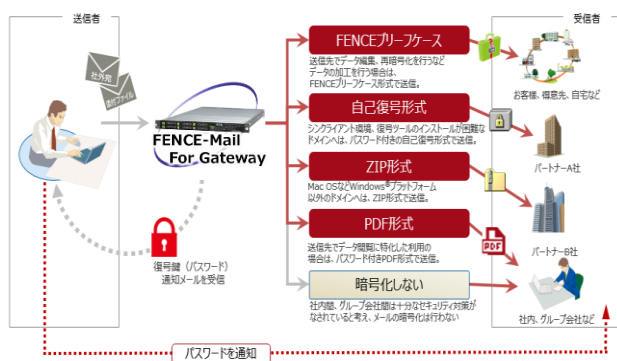 送信者
受信者
社外宛
添付ファイル
FENCE-Mail
For Gateway
復号鍵（パスワード）
通知メールを受信
FENCEブリーフケース
送信先でデータ編集、再暗号化を行うなど
データの加工を行う場合は、
FENCEブリーフケース形式で送信。
自己復号形式
シンクライアント環境、復号ツールのインストールが困難な
ドメインへは、パスワード付きの自己復号形式で送信。
ZIP形式
Mac OSなどWindows®プラットフォーム
以外のドメインへは、ZIP形式で送信。
PDF形式
送信先でデータ閲覧に特化した利用の
場合は、パスワード付きPDF形式で送信。
暗号化しない
社内間、グループ会社間は十分なセキュリティ対策が
なされていると考え、メールの暗号化は行わない
お客様、得意先、自宅など
パートナーA社
パートナーB社
PDF
社内、グループ会社など
パスワードを通知